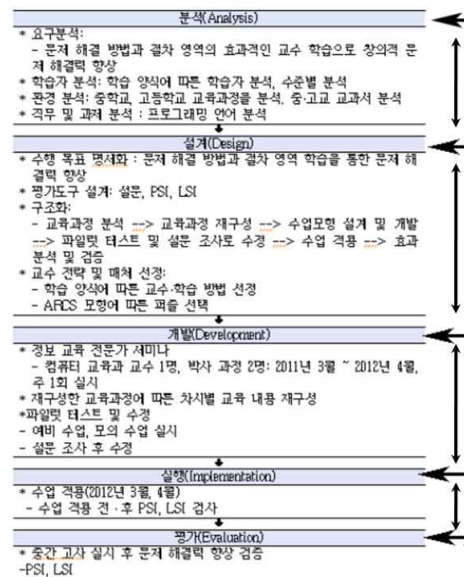 분석(Analysis)
* 요구분석:
- 문제 해결 방법과 절차 영역의 효과적인 교수 학습으로 창의적 문
제 해결력 향상
* 학습자 분석: 학습 양식에 따른 학습자 분석, 수준별 분석
* 환경 분석: 중학교, 고등학교 교육과정을 분석, 중·고교 교과서 분석
* 직무 및 과제 분석 : 프로그래밍 언어 분석
설계(Design)
* 수행 목표 명세화 : 문제 해결 방법과 절차 영역 학습을 통한 문제 해
결력 향상
* 평가도구 설계: 설문, PSI, LSI
* 구조화:
- 교육과정 분석 ---> 교육과정 재구성 ---> 수업모형 설계 및 개발
---> 파일럿 테스트 및 설문 조사로 수정 ---> 수업 적용 ---> 효과
분석 및 검증
* 교수 전략 및 매체 선정:
- 학습 양식에 따른 교수·학습 방법 선정
- ARCS 모형에 따른 퍼즐 선택
개발(Development)
* 정보 교육 전문가 세미나
- 컴퓨터 교육과 교수 1명, 박사 과정 2명: 2011년 3월 ~ 2012년 4월,
주 1회 실시
* 재구성한 교육과정에 따른 차시별 교육 내용 재구성
*파일럿 테스트 및 수정
- 예비 수업, 모의 수업 실시
- 설문 조사 후 수정
실행(Implementation)
* 수업 적용(2012년 3월, 4월)
- 수업 적용 전·후 PSI, LSI 검사
평가(Evaluation)
* 중간 고사 실시 후 문제 해결력 향상 검증
-PSI, LSI